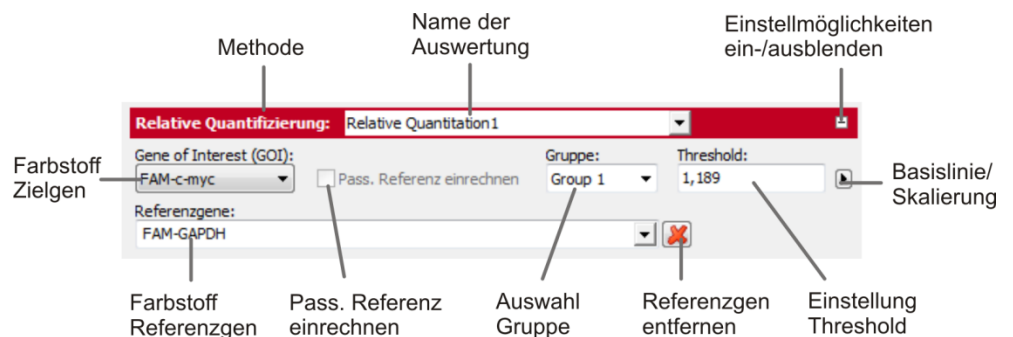 Name der
Auswertung
Einstellmöglichkeiten
ein-/ausblenden
Methode
Relative Quantifizierung: Relative Quantitation1
Farbstoff
Zielgen
Gene of Interest (GOI): Gruppe: Threshold:
FAM-c-myc Pass. Referenz einrechnen Group 1 1,189
Basislinie/
Skalierung
Referenzgene:
FAM-GAPDH
Farbstoff
Referenzgen
Pass. Referenz
einrechnen
Auswahl
Gruppe
Referenzgen
entfernen
Einstellung
Threshold